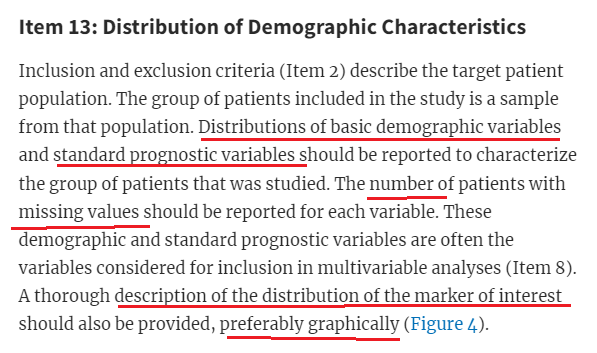 Item 13: Distribution of Demographic Characteristics
Inclusion and exclusion criteria (Item 2) describe the target patient
population. The group of patients included in the study is a sample
from that population. Distributions of basic demographic variables
and standard prognostic variables should be reported to characterize
the group of patients that was studied. The number of patients with
missing values should be reported for each variable. These
demographic and standard prognostic variables are often the
variables considered for inclusion in multivariable analyses (Item 8).
A thorough description of the distribution of the marker of interest
should also be provided, preferably graphically (Figure 4).